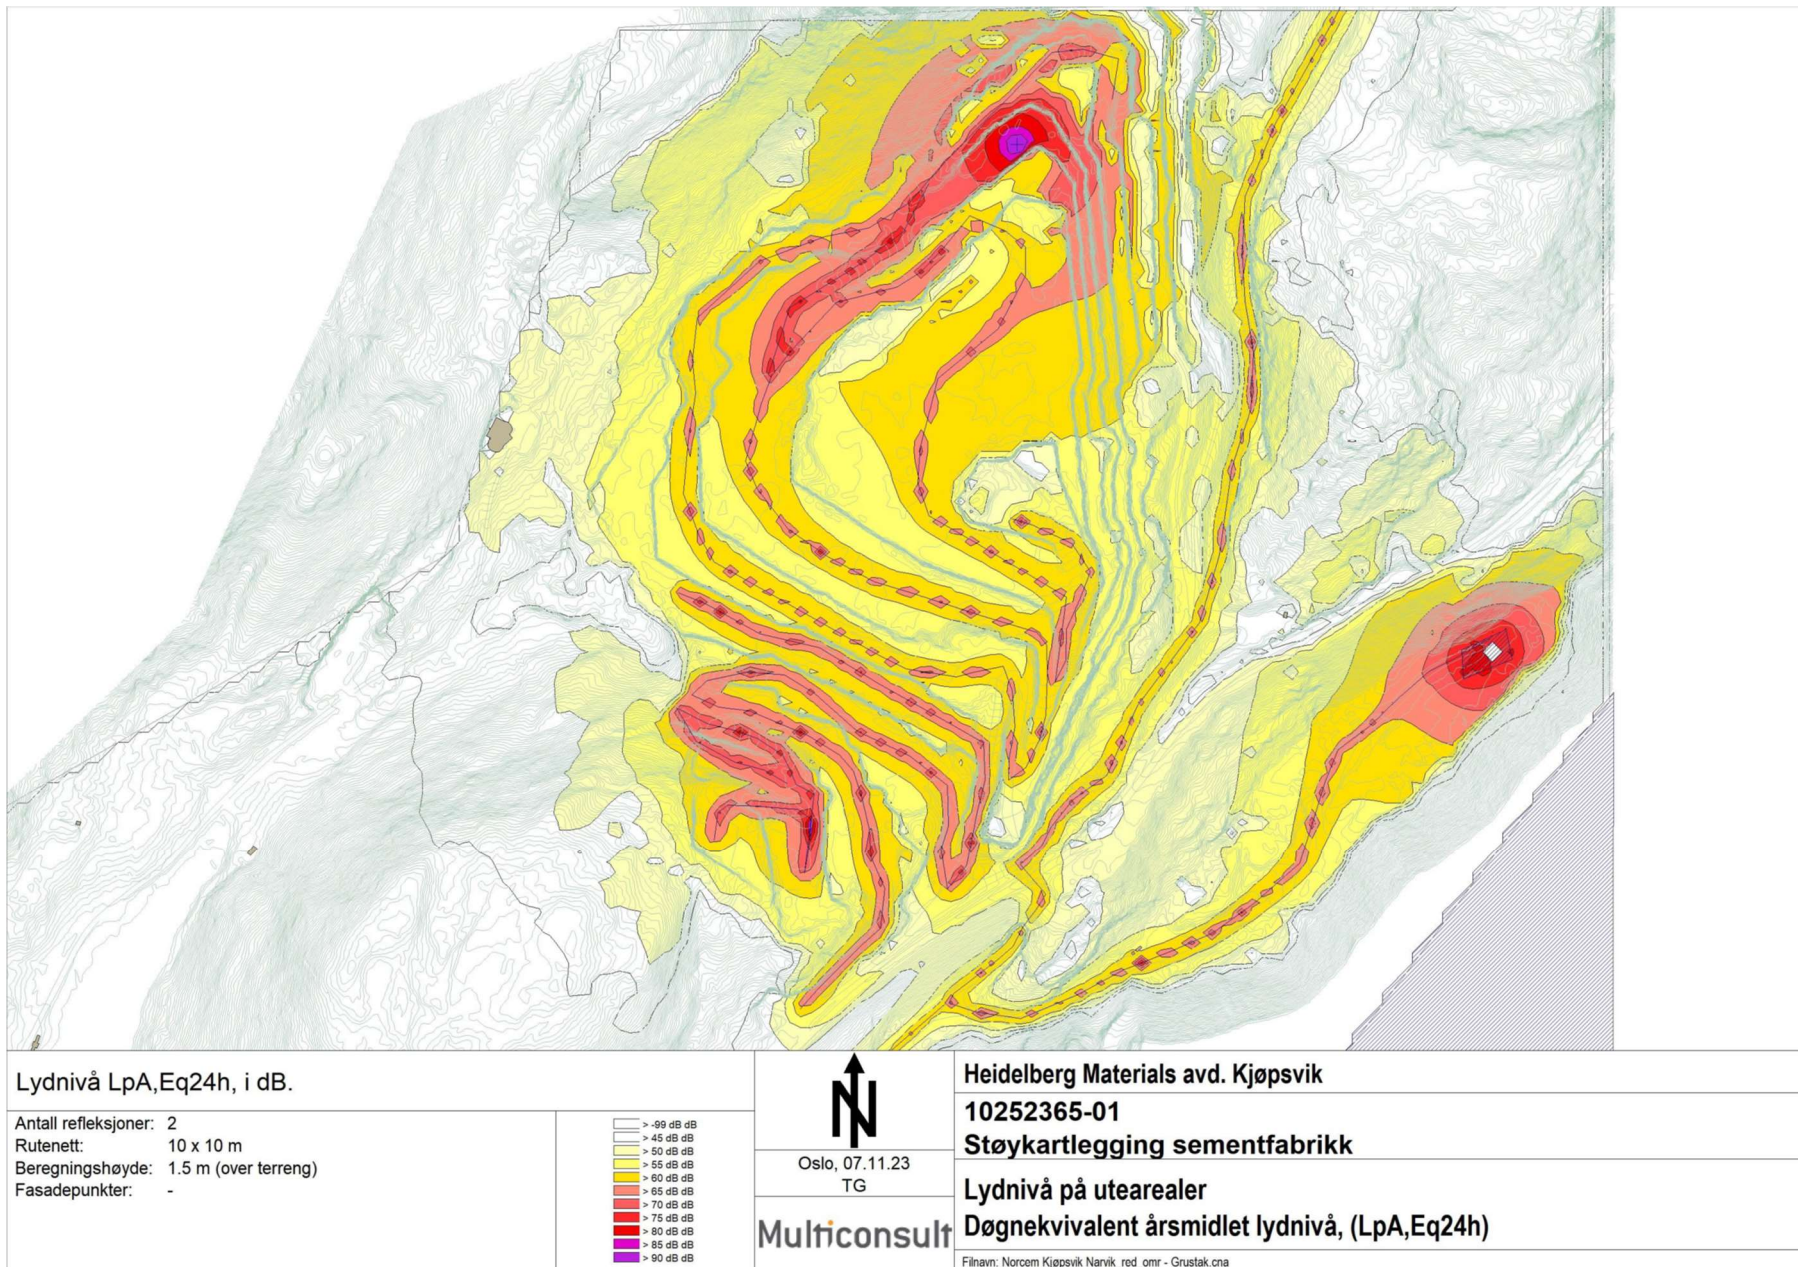 Lydnivå LpA,Eq24h, i dB.
Antall refleksjoner: 2
Rutenett: 10 x 10 m
Beregningshøyde: 1.5 m (over terreng)
Fasadepunkter: -
> -99 dB dB
> 45 dB dB
> 50 dB dB
> 55 dB dB
> 60 dB dB
> 65 dB dB
> 70 dB dB
> 75 dB dB
> 80 dB dB
> 85 dB dB
> 90 dB dB
N
Oslo, 07.11.23
TG
Multiconsult
Heidelberg Materials avd. Kjøpsvik
10252365-01
Støykartlegging sementfabrikk
Lydnivå på utearealer
Døgnekvivalent årsmidlet lydnivå, (LpA,Eq24h)
Filnavn: Norcem Kjøpsvik Narvik_red_omr - Grustak.cna